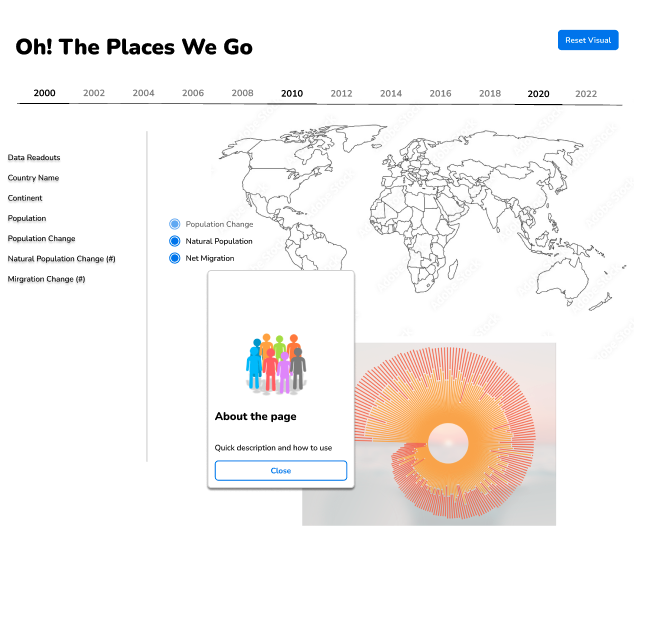 Oh! The Places We Go
Reset Visual
2000 2002 2004 2006 2008 2010 2012 2014 2016 2018 2020 2022
Data Readouts
Country Name
Continent
Population
Population Change
Natural Population Change (#)
Mirgration Change (#)
Population Change
Natural Population
Net Migration
About the page
Quick description and how to use
Close